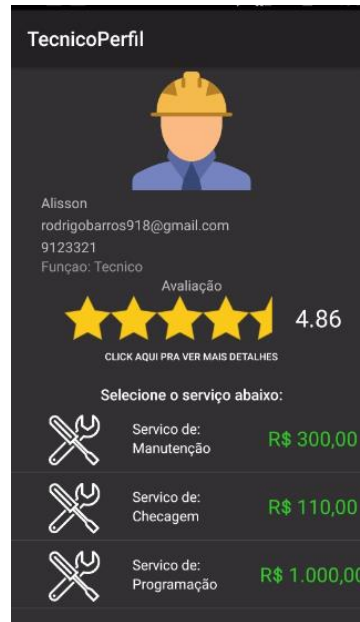 TecnicoPerfil
Alisson
rodrigobarros918@gmail.com
9123321
Funçao: Tecnico
Avaliação
4.86
CLICK AQUI PRA VER MAIS DETALHES
Selecione o serviço abaixo:
Servico de:
Manutenção
R$ 300,00
Servico de:
Checagem
R$ 110,00
Servico de:
Programação
R$ 1.000,00